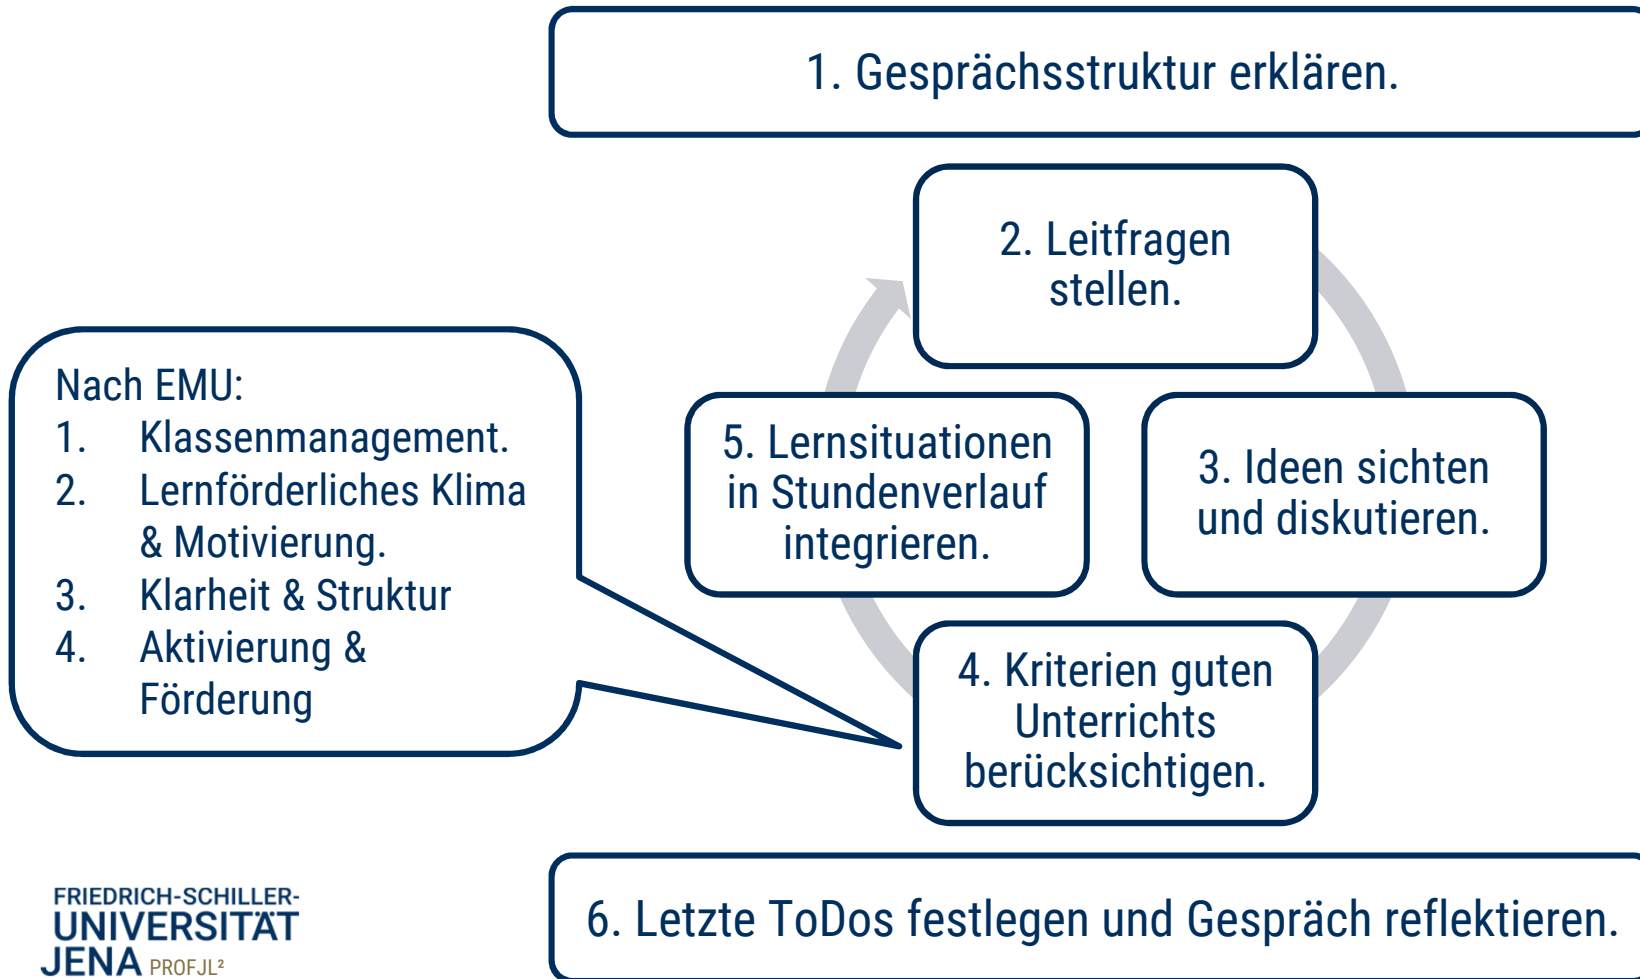 1. Gesprächsstruktur erklären.
2. Leitfragen
stellen.
3. Ideen sichten
und diskutieren.
4. Kriterien guten
Unterrichts
berücksichtigen.
5. Lernsituationen
in Stundenverlauf
integrieren.
Nach EMU:
1. Klassenmanagement.
2. Lernförderliches Klima
& Motivierung.
3. Klarheit & Struktur
4. Aktivierung &
Förderung
6. Letzte ToDos festlegen und Gespräch reflektieren.
FRIEDRICH-SCHILLER-
UNIVERSITÄT
JENA PROFJL²